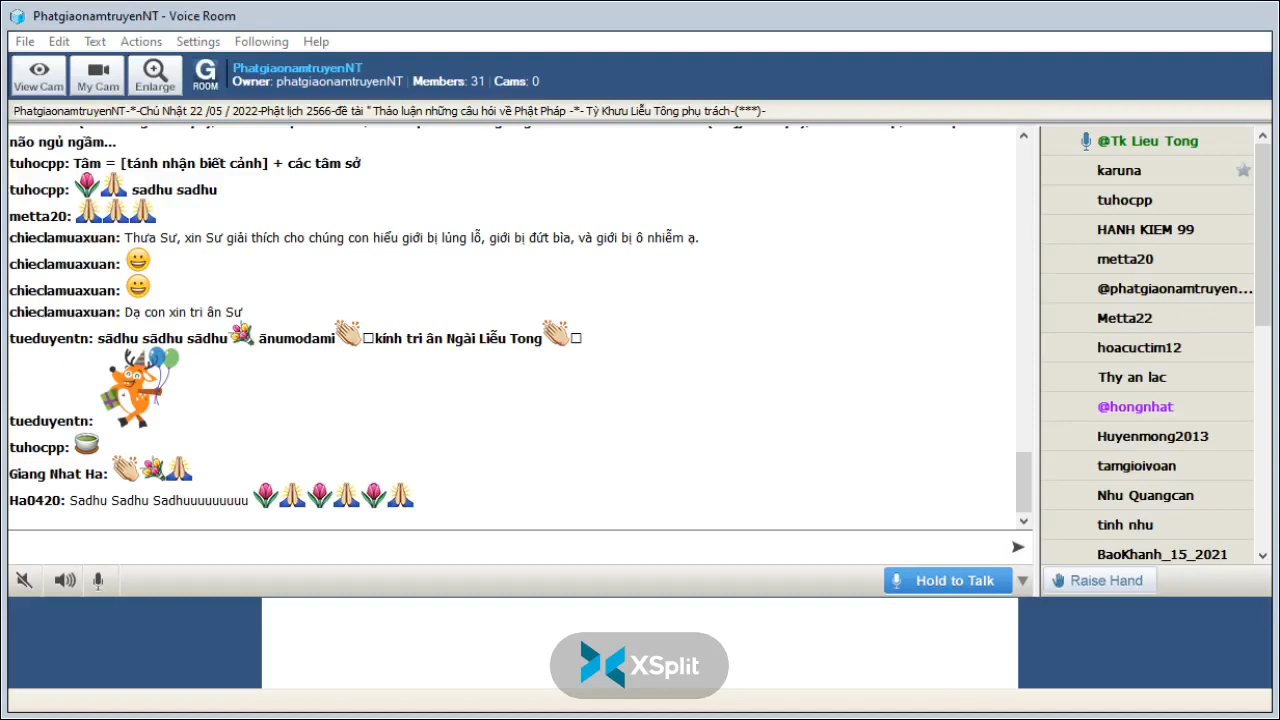 PhatgiaonamtruyenNT - Voice Room
File Edit Text Actions Settings Following Help
View Cam My Cam Enlarge G ROOM
PhatgiaonamtruyenNT
Owner: phatgiaonamtruyenNT Members: 31 Cams: 0
PhatgiaonamtruyenNT-*-Chủ Nhật 22 /05 / 2022-Phật lịch 2566-đề tài " Thảo luận những câu hỏi về Phật Pháp -*- Tỳ Khưu Liễu Tông phụ trách-(***)-
não ngủ ngầm...
tuhocpp: Tâm = [tánh nhận biết cảnh] + các tâm sở
tuhocpp: 🌷🙏 sadhu sadhu
metta20: 🙏🙏🙏
chieclamuaxuan: Thưa Sư, xin Sư giải thích cho chúng con hiểu giới bị lúng lỗ, giới bị đứt bìa, và giới bị ô nhiễm ạ.
chieclamuaxuan: 😀
chieclamuaxuan: 😀
chieclamuaxuan: Dạ con xin tri ân Sư
tueduyentn: sādhu sādhu sādhu💐 ānumodami👏□kính tri ân Ngài Liễu Tong👏□
tueduyentn:
tuhocpp: 🍵
Giang Nhat Ha: 👏💐🙏
Ha0420: Sadhu Sadhu Sadhuuuuuuuuu 🌷🙏🌷🙏🌷🙏
@Tk Lieu Tong
karuna
tuhocpp
HANH KIEM 99
metta20
@phatgiaonamtruyen...
Metta22
hoacuctim12
Thy an lac
@hongnhat
Huyenmong2013
tamgioivoan
Nhu Quangcan
tinh nhu
BaoKhanh_15_2021
Hold to Talk
Raise Hand
XSplit